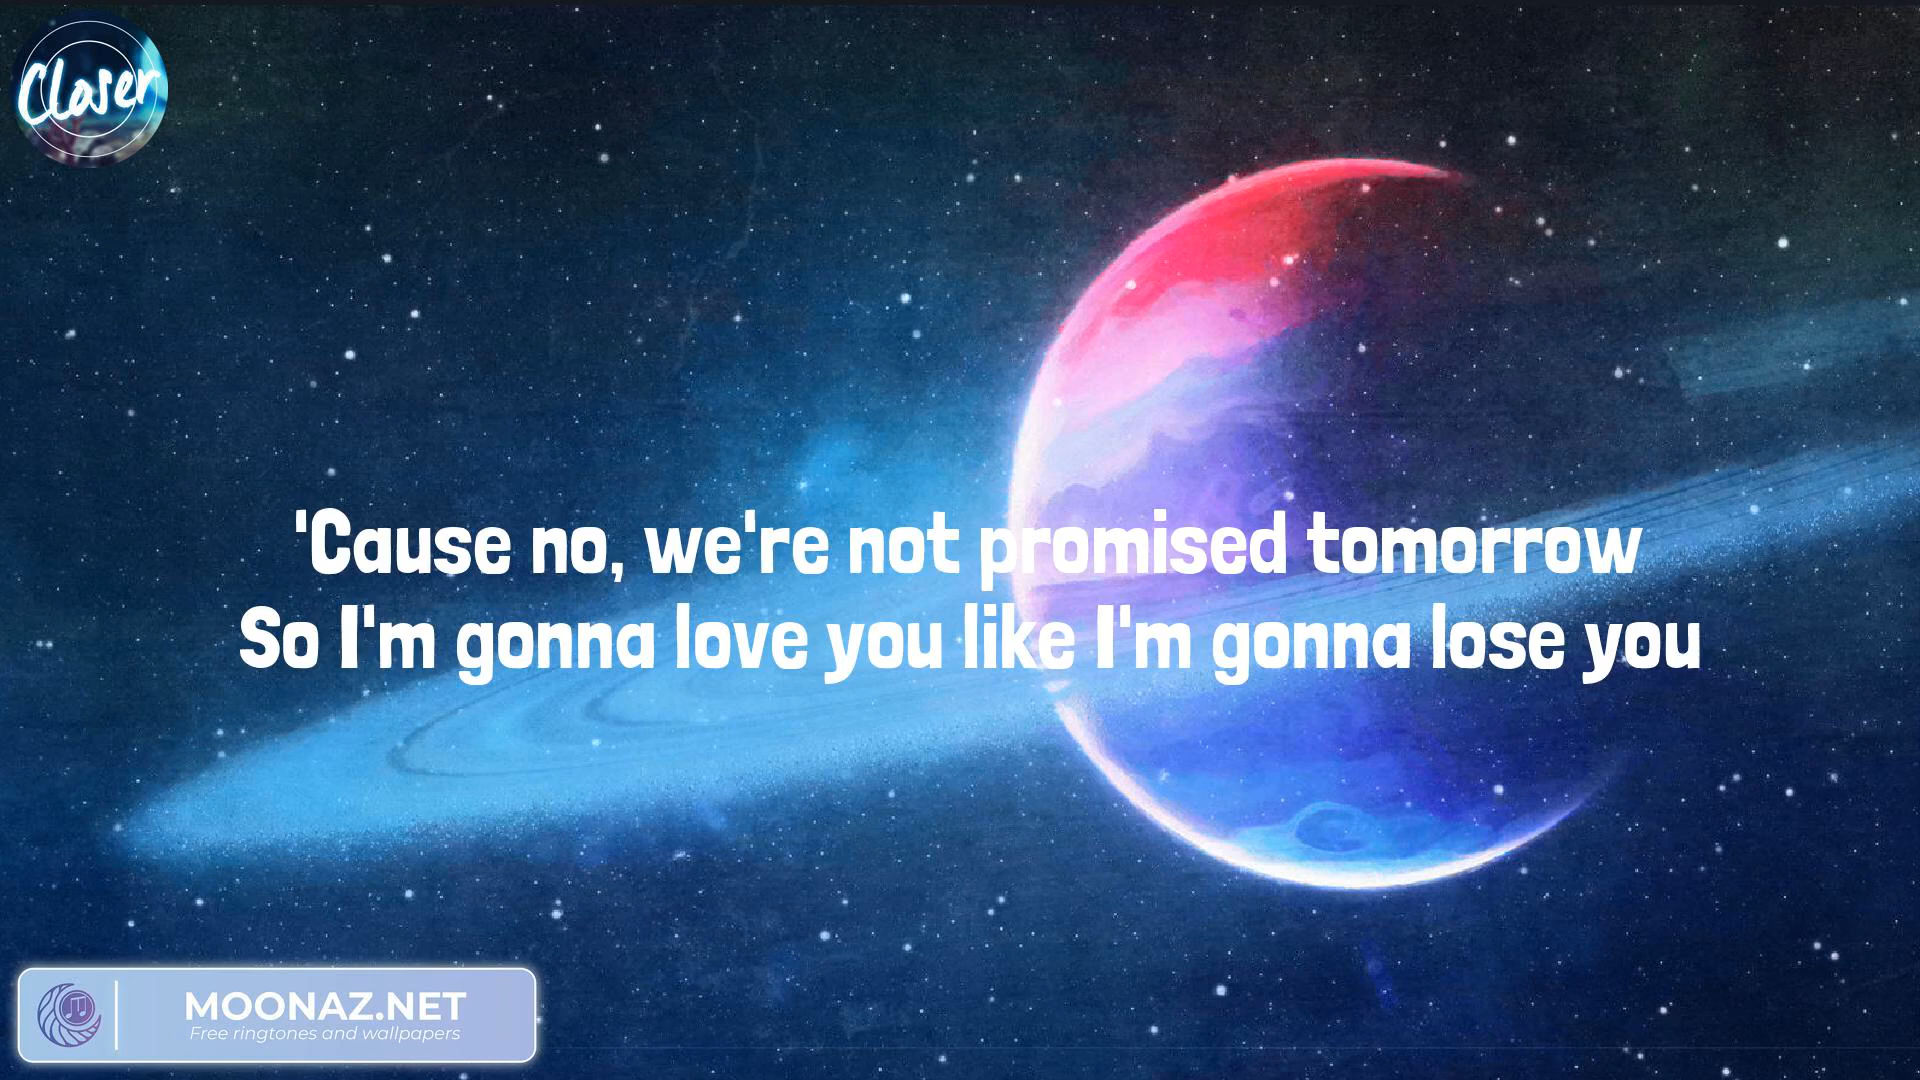 Closer
'Cause no, we're not promised tomorrow
So I'm gonna love you like I'm gonna lose you
MOONAZ.NET
Free ringtones and wallpapers